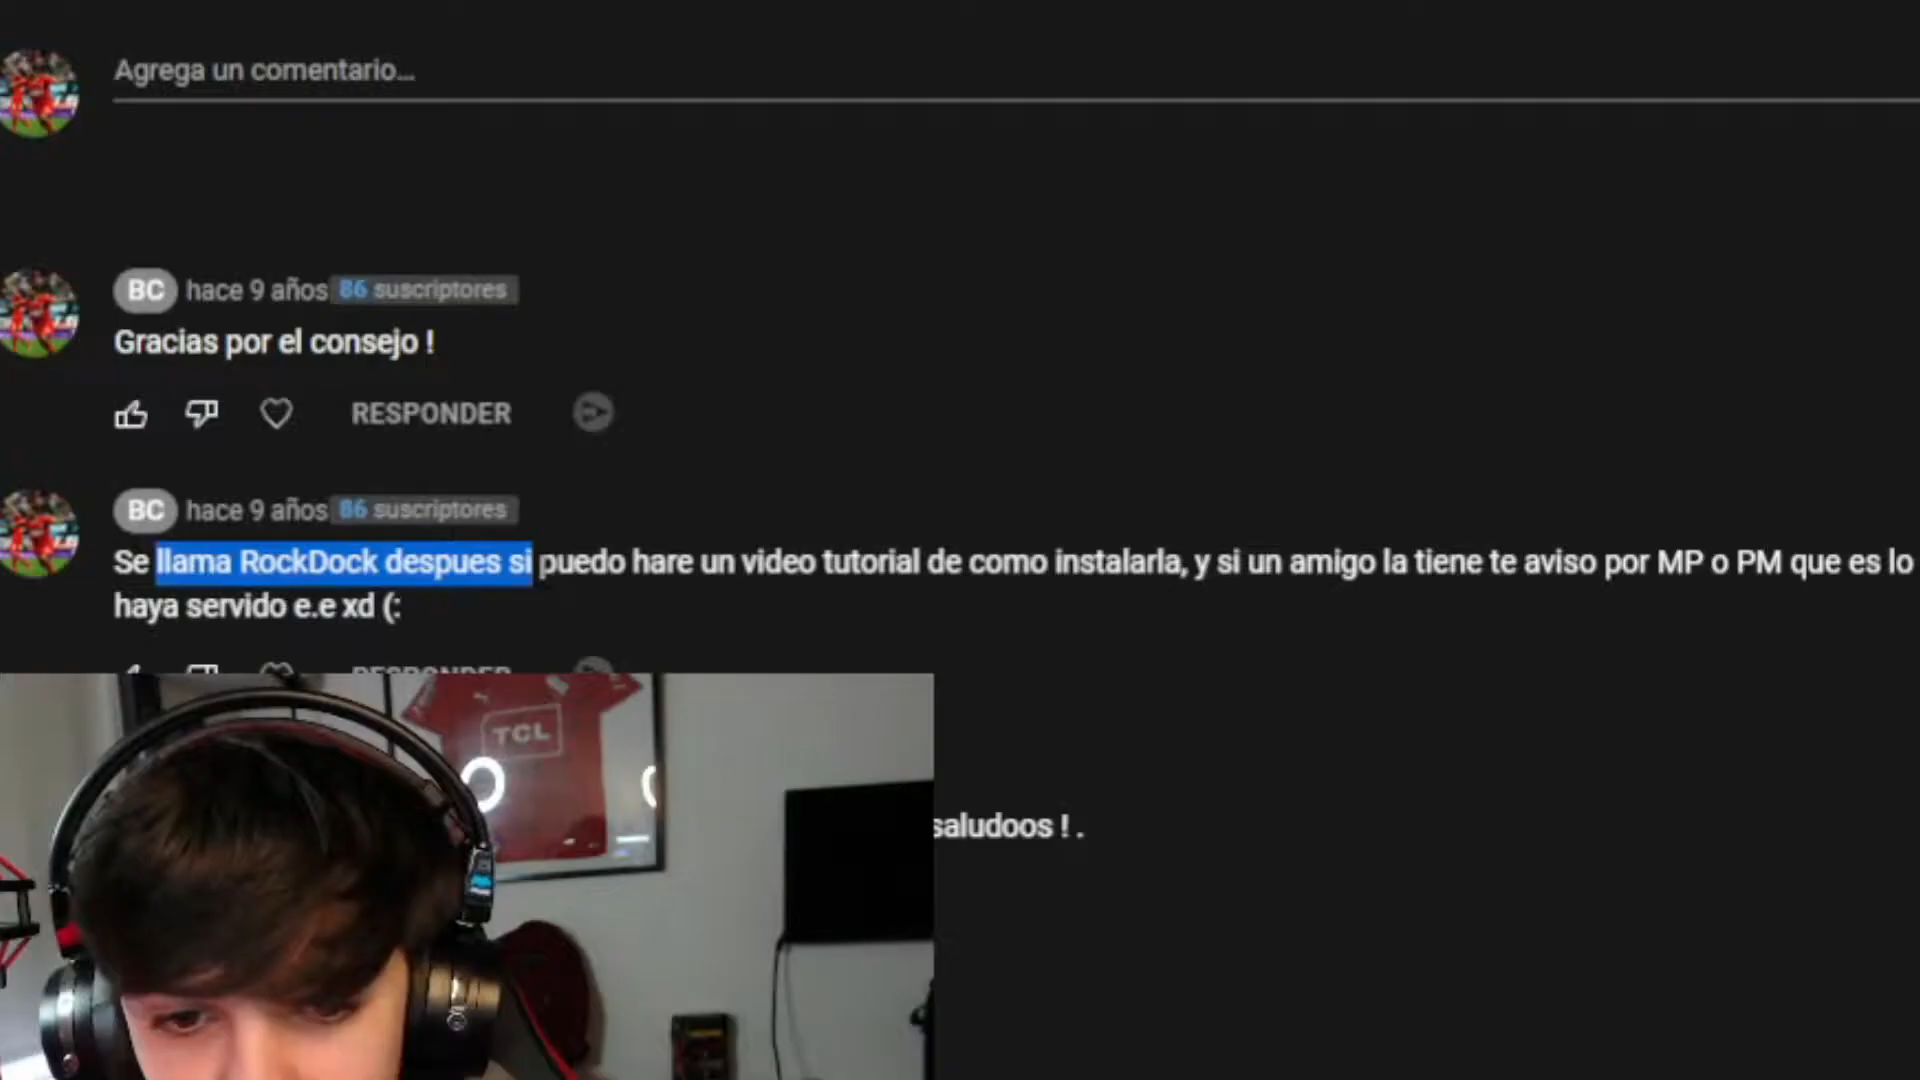 Agrega un comentario...
BC hace 9 años 86 suscriptores
Gracias por el consejo !
RESPONDER
BC hace 9 años 86 suscriptores
Se llama RockDock despues si puedo hare un video tutorial de como instalarla, y si un amigo la tiene te aviso por MP o PM que es lo
haya servido e.e xd (:
RESPONDER
TCL
saludoos ! .